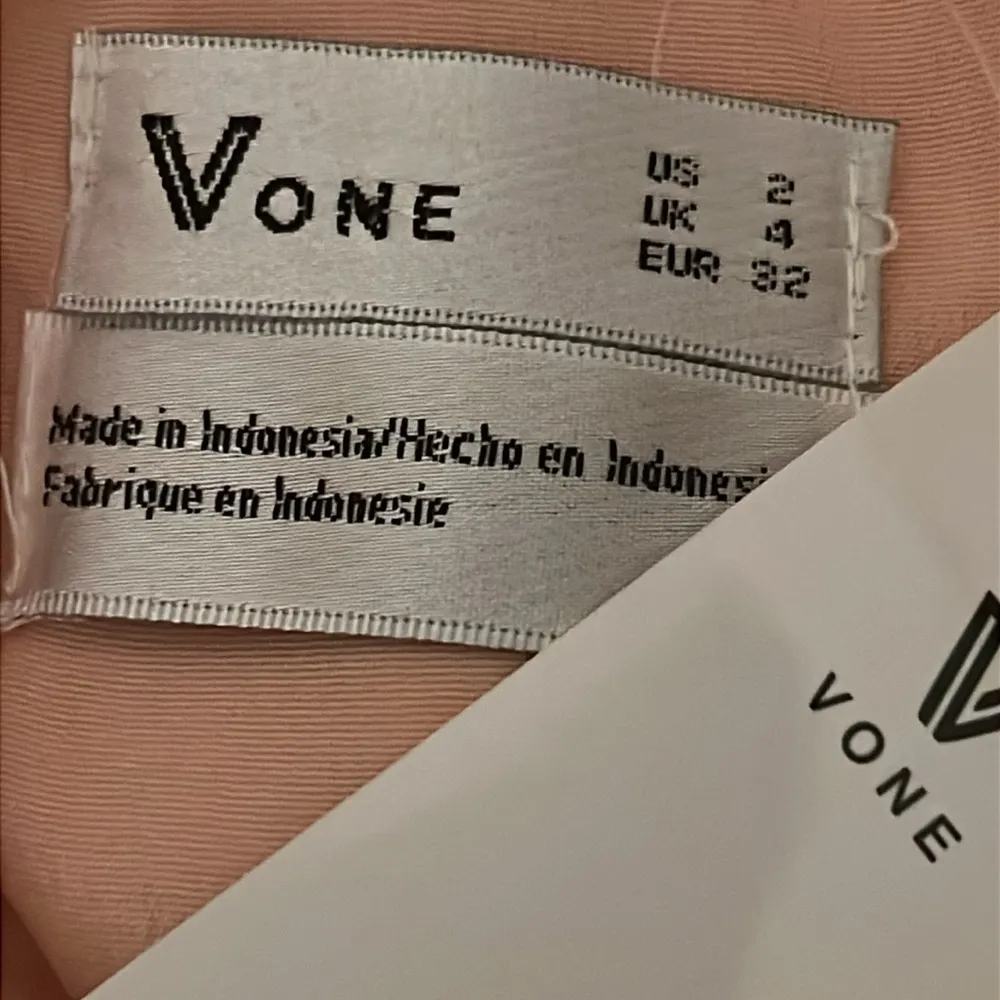 VONE
US 2
UK 4
EUR 32
Made in Indonesia/Hecho en Indonesi
Fabrique en Indonesie
V
VONE